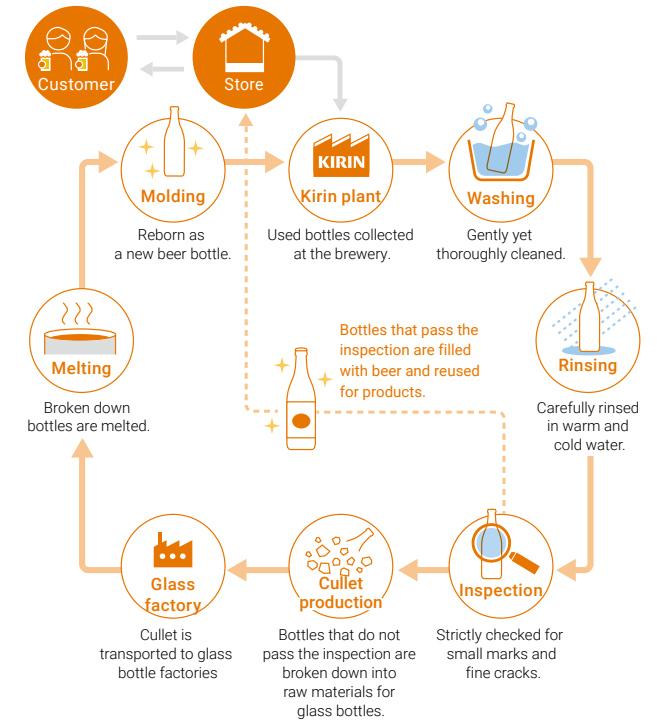 Customer
Store
Molding
Reborn as
a new beer bottle.
KIRIN
Kirin plant
Used bottles collected
at the brewery.
Washing
Gently yet
thoroughly cleaned.
Melting
Broken down
bottles are melted.
Bottles that pass the
inspection are filled
with beer and reused
for products.
Rinsing
Carefully rinsed
in warm and
cold water.
Glass
factory
Cullet is
transported to glass
bottle factories
Cullet
production
Bottles that do not
pass the inspection are
broken down into
raw materials for
glass bottles.
Inspection
Strictly checked for
small marks and
fine cracks.